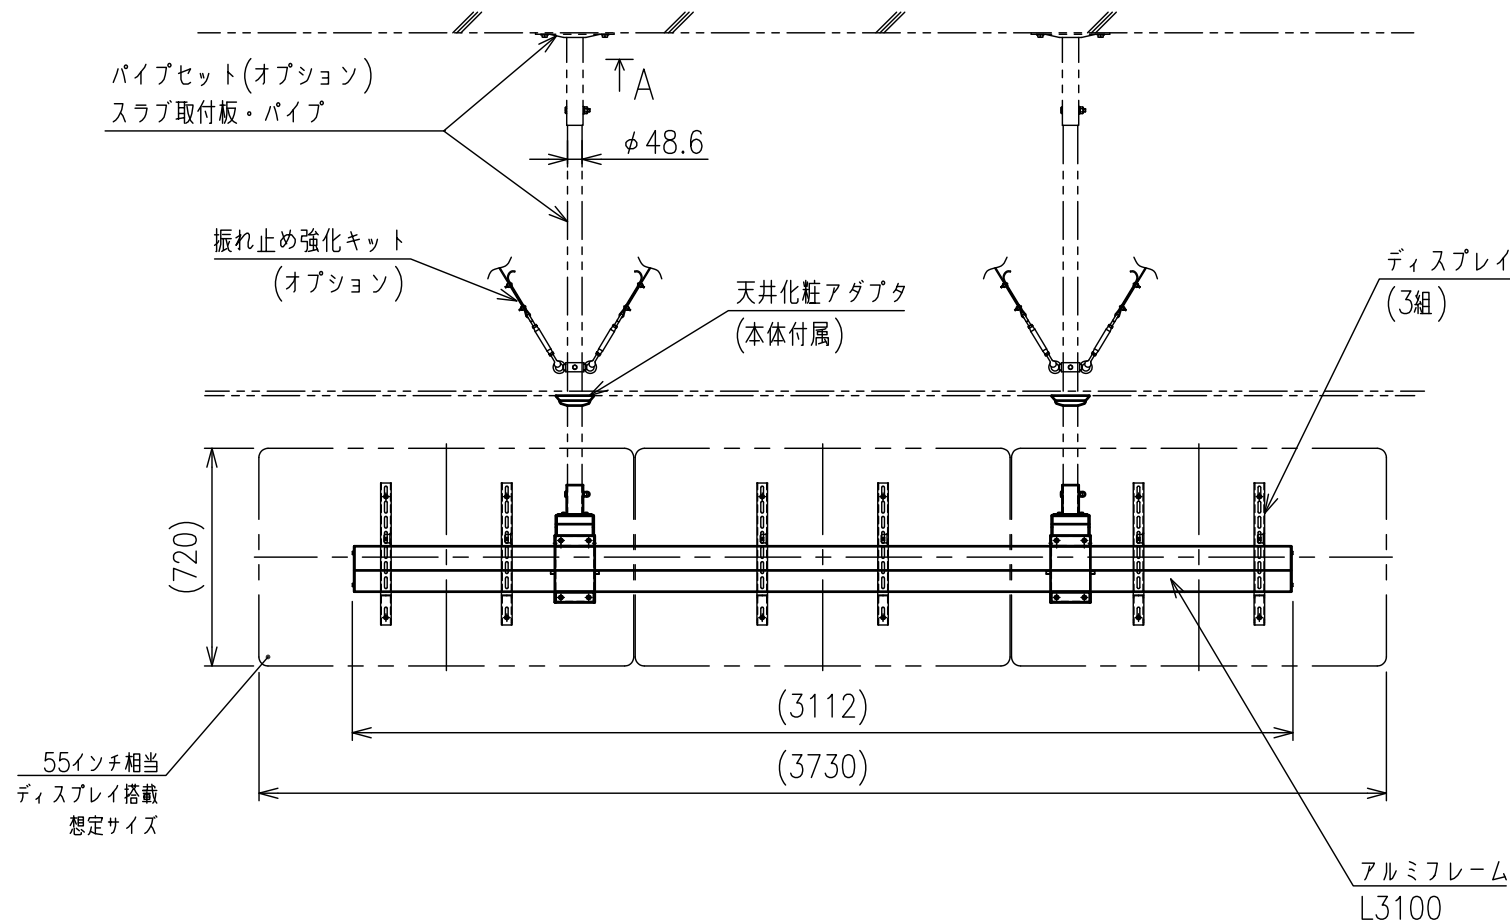 パイプセット(オプション)
スラブ取付板・パイプ
A
φ48.6
振れ止め強化キット
(オプション)
天井化粧アダプタ
(本体付属)
ディスプレイ
(3組)
(720)
(3112)
(3730)
55インチ相当
ディスプレイ搭載
想定サイズ
アルミフレーム
L3100